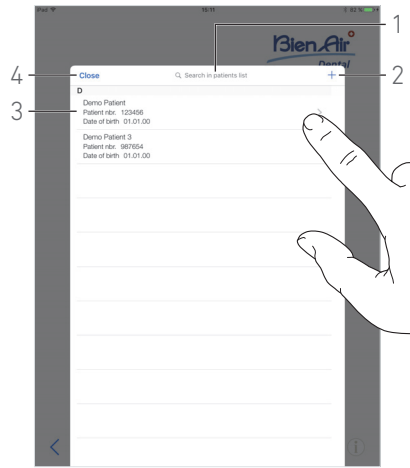 iPad 15:11 82 %
Bien Air
Dental
1
4 Close Search in patients list + 2
D
3 Demo Patient
Patient nbr. 123456
Date of birth 01.01.00
Demo Patient 3
Patient nbr. 987654
Date of birth 01.01.00